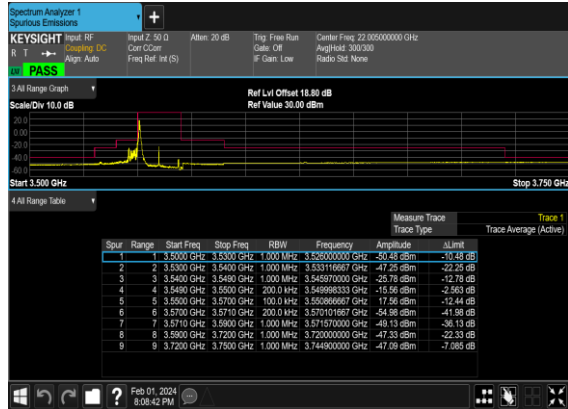 Spectrum Analyzer 1
Spurious Emissions
KEYSIGHT Input: RF Input Z: 50 Ω Atten: 20 dB Trig: Free Run Center Freq: 22.005000000 GHz
R T Coupling: DC Corr CCorr Gate: Off Avg|Hold: 300/300
Align: Auto Freq Ref: Int (S) IF Gain: Low Radio Std: None
PASS
3 All Range Graph
Ref Lvl Offset 18.80 dB
Scale/Div 10.0 dB Ref Value 30.00 dBm
20.0
0.00
-20.0
-40.0
-60.0
Start 3.500 GHz Stop 3.750 GHz
4 All Range Table
Measure Trace Trace 1
Trace Type Trace Average (Active)
Spur Range Start Freq Stop Freq RBW Frequency Amplitude ΔLimit
1 1 3.5000 GHz 3.5300 GHz 1.000 MHz 3.526000000 GHz -50.48 dBm -10.48 dB
2 2 3.5300 GHz 3.5400 GHz 1.000 MHz 3.533116667 GHz -47.25 dBm -22.25 dB
3 3 3.5400 GHz 3.5490 GHz 1.000 MHz 3.545970000 GHz -25.78 dBm -12.78 dB
4 4 3.5490 GHz 3.5500 GHz 200.0 kHz 3.549998333 GHz -15.56 dBm -2.563 dB
5 5 3.5500 GHz 3.5700 GHz 100.0 kHz 3.550866667 GHz 17.56 dBm -12.44 dB
6 6 3.5700 GHz 3.5710 GHz 200.0 kHz 3.570101667 GHz -54.98 dBm -41.98 dB
7 7 3.5710 GHz 3.5900 GHz 1.000 MHz 3.571570000 GHz -49.13 dBm -36.13 dB
8 8 3.5900 GHz 3.7200 GHz 1.000 MHz 3.720000000 GHz -47.33 dBm -22.33 dB
9 9 3.7200 GHz 3.7500 GHz 1.000 MHz 3.744900000 GHz -47.09 dBm -7.085 dB
Feb 01, 2024
8:08:42 PM